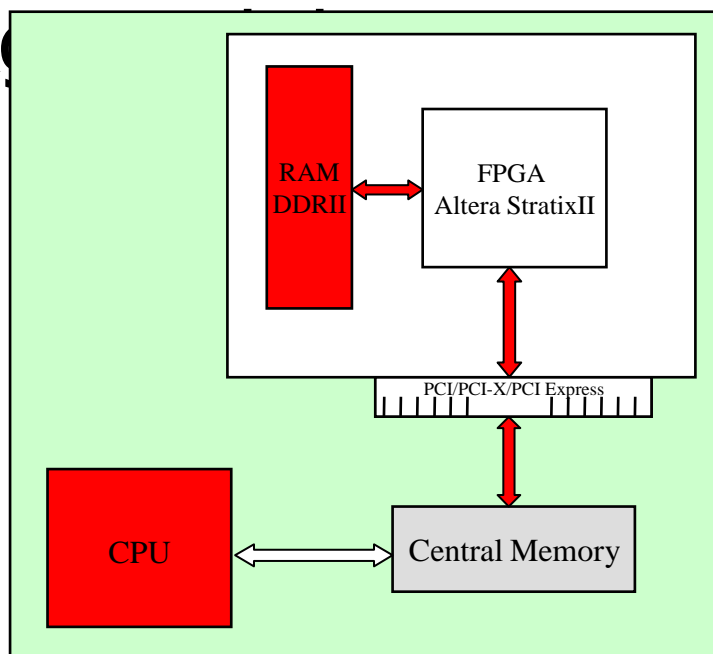 RAM
DDRII
FPGA
Altera StratixII
PCI/PCI-X/PCI Express
CPU
Central Memory